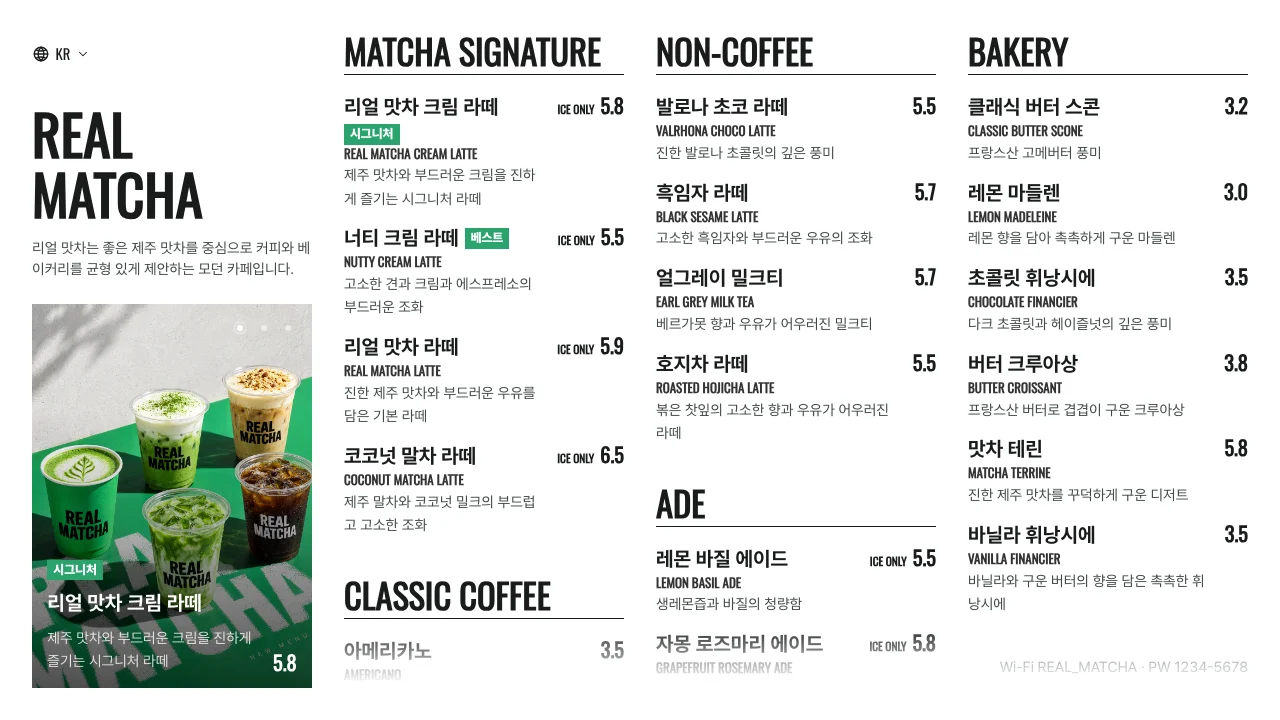 KR
REAL
MATCHA
리얼 맛차는 좋은 제주 맛차를 중심으로 커피와 베
이커리를 균형 있게 제안하는 모던 카페입니다.
REAL
MATCHA
REAL
MATCHA
REAL
MATCHA
REAL
MATCHA
REAL
MATCHA
REAL
MATCHA
NEW MENU
시그니처
리얼 맛차 크림 라떼
제주 맛차와 부드러운 크림을 진하게
즐기는 시그니처 라떼
5.8
MATCHA SIGNATURE
리얼 맛차 크림 라떼 ICE ONLY 5.8
시그니처
REAL MATCHA CREAM LATTE
제주 맛차와 부드러운 크림을 진하
게 즐기는 시그니처 라떼
너티 크림 라떼 베스트 ICE ONLY 5.5
NUTTY CREAM LATTE
고소한 견과 크림과 에스프레소의
부드러운 조화
리얼 맛차 라떼 ICE ONLY 5.9
REAL MATCHA LATTE
진한 제주 맛차와 부드러운 우유를
담은 기본 라떼
코코넛 말차 라떼 ICE ONLY 6.5
COCONUT MATCHA LATTE
제주 말차와 코코넛 밀크의 부드럽
고 고소한 조화
CLASSIC COFFEE
아메리카노 3.5
AMERICANO
NON-COFFEE
발로나 초코 라떼 5.5
VALRHONA CHOCO LATTE
진한 발로나 초콜릿의 깊은 풍미
흑임자 라떼 5.7
BLACK SESAME LATTE
고소한 흑임자와 부드러운 우유의 조화
얼그레이 밀크티 5.7
EARL GREY MILK TEA
베르가못 향과 우유가 어우러진 밀크티
호지차 라떼 5.5
ROASTED HOJICHA LATTE
볶은 찻잎의 고소한 향과 우유가 어우러진
라떼
ADE
레몬 바질 에이드 ICE ONLY 5.5
LEMON BASIL ADE
생레몬즙과 바질의 청량함
자몽 로즈마리 에이드 ICE ONLY 5.8
GRAPEFRUIT ROSEMARY ADE
BAKERY
클래식 버터 스콘 3.2
CLASSIC BUTTER SCONE
프랑스산 고메버터 풍미
레몬 마들렌 3.0
LEMON MADELEINE
레몬 향을 담아 촉촉하게 구운 마들렌
초콜릿 휘낭시에 3.5
CHOCOLATE FINANCIER
다크 초콜릿과 헤이즐넛의 깊은 풍미
버터 크루아상 3.8
BUTTER CROISSANT
프랑스산 버터로 겹겹이 구운 크루아상
맛차 테린 5.8
MATCHA TERRINE
진한 제주 맛차를 꾸덕하게 구운 디저트
바닐라 휘낭시에 3.5
VANILLA FINANCIER
바닐라와 구운 버터의 향을 담은 촉촉한 휘
낭시에
Wi-Fi REAL_MATCHA · PW 1234-5678